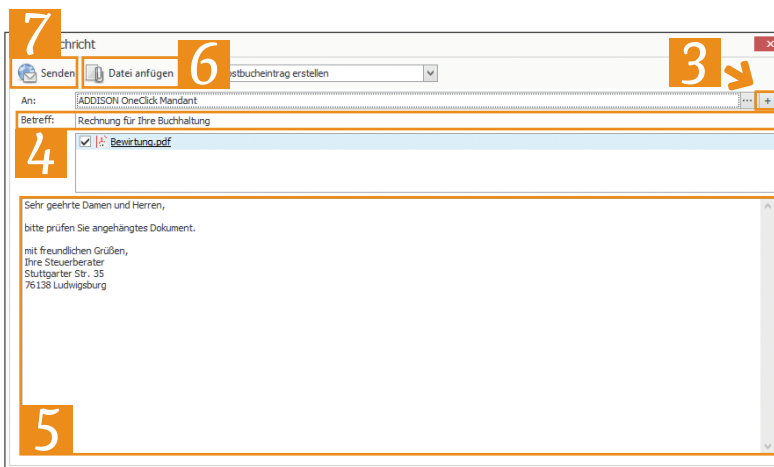 7
6
3
chricht
Senden
Datei anfügen
stbucheintrag erstellen
An:
ADDISON OneClick Mandant
...
+
Betreff:
Rechnung für Ihre Buchhaltung
4
Bewirtung.pdf
Sehr geehrte Damen und Herren,
bitte prüfen Sie angehängtes Dokument.
mit freundlichen Grüßen,
Ihre Steuerberater
Stuttgarter Str. 35
76138 Ludwigsburg
5